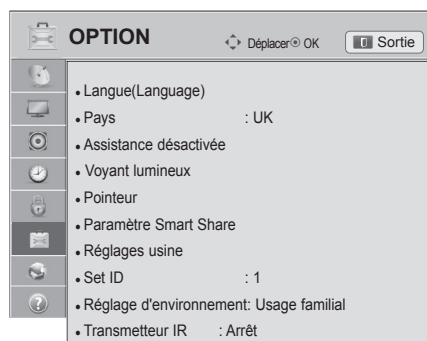 OPTION Déplacer OK Sortie
• Langue(Language)
• Pays : UK
• Assistance désactivée
• Voyant lumineux
• Pointeur
• Paramètre Smart Share
• Réglages usine
• Set ID : 1
• Réglage d'environnement: Usage familial
• Transmetteur IR : Arrêt